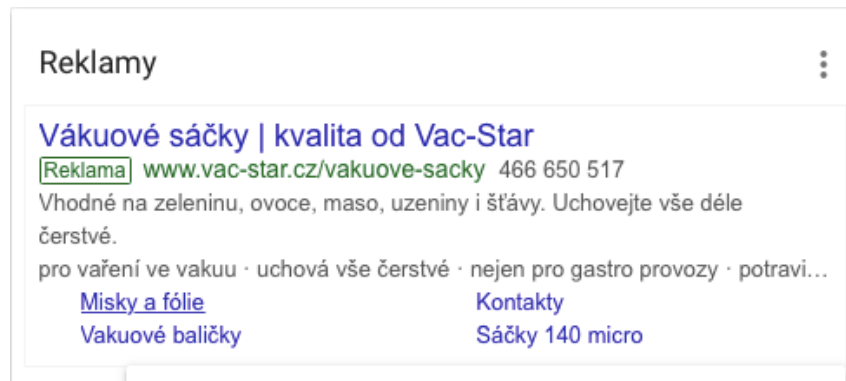 Reklamy
Vákuové sáčky | kvalita od Vac-Star
Reklama www.vac-star.cz/vakuove-sacky 466 650 517
Vhodné na zeleninu, ovoce, maso, uzeniny i šťávy. Uchovejte vše déle
čerstvé.
pro vaření ve vakuu · uchová vše čerstvé · nejen pro gastro provozy · potravi...
Misky a fólie Kontakty
Vakuové baličky Sáčky 140 micro